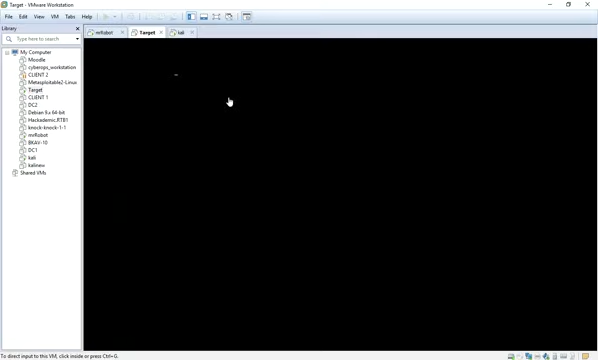 Target - VMware Workstation
File Edit View VM Tabs Help
Library
Type here to search
mRobot
Target
kali
My Computer
Moodle
cyberops_workstation
CLIENT 2
Metasploitable2-Linux
Target
CLIENT 1
DC2
Debian 9.x 64-bit
Hackademic.RTB1
knock-knock-1-1
mrRobot
BKAV-10
DC1
kali
kalinew
Shared VMs
To direct input to this VM, click inside or press Ctrl+G.